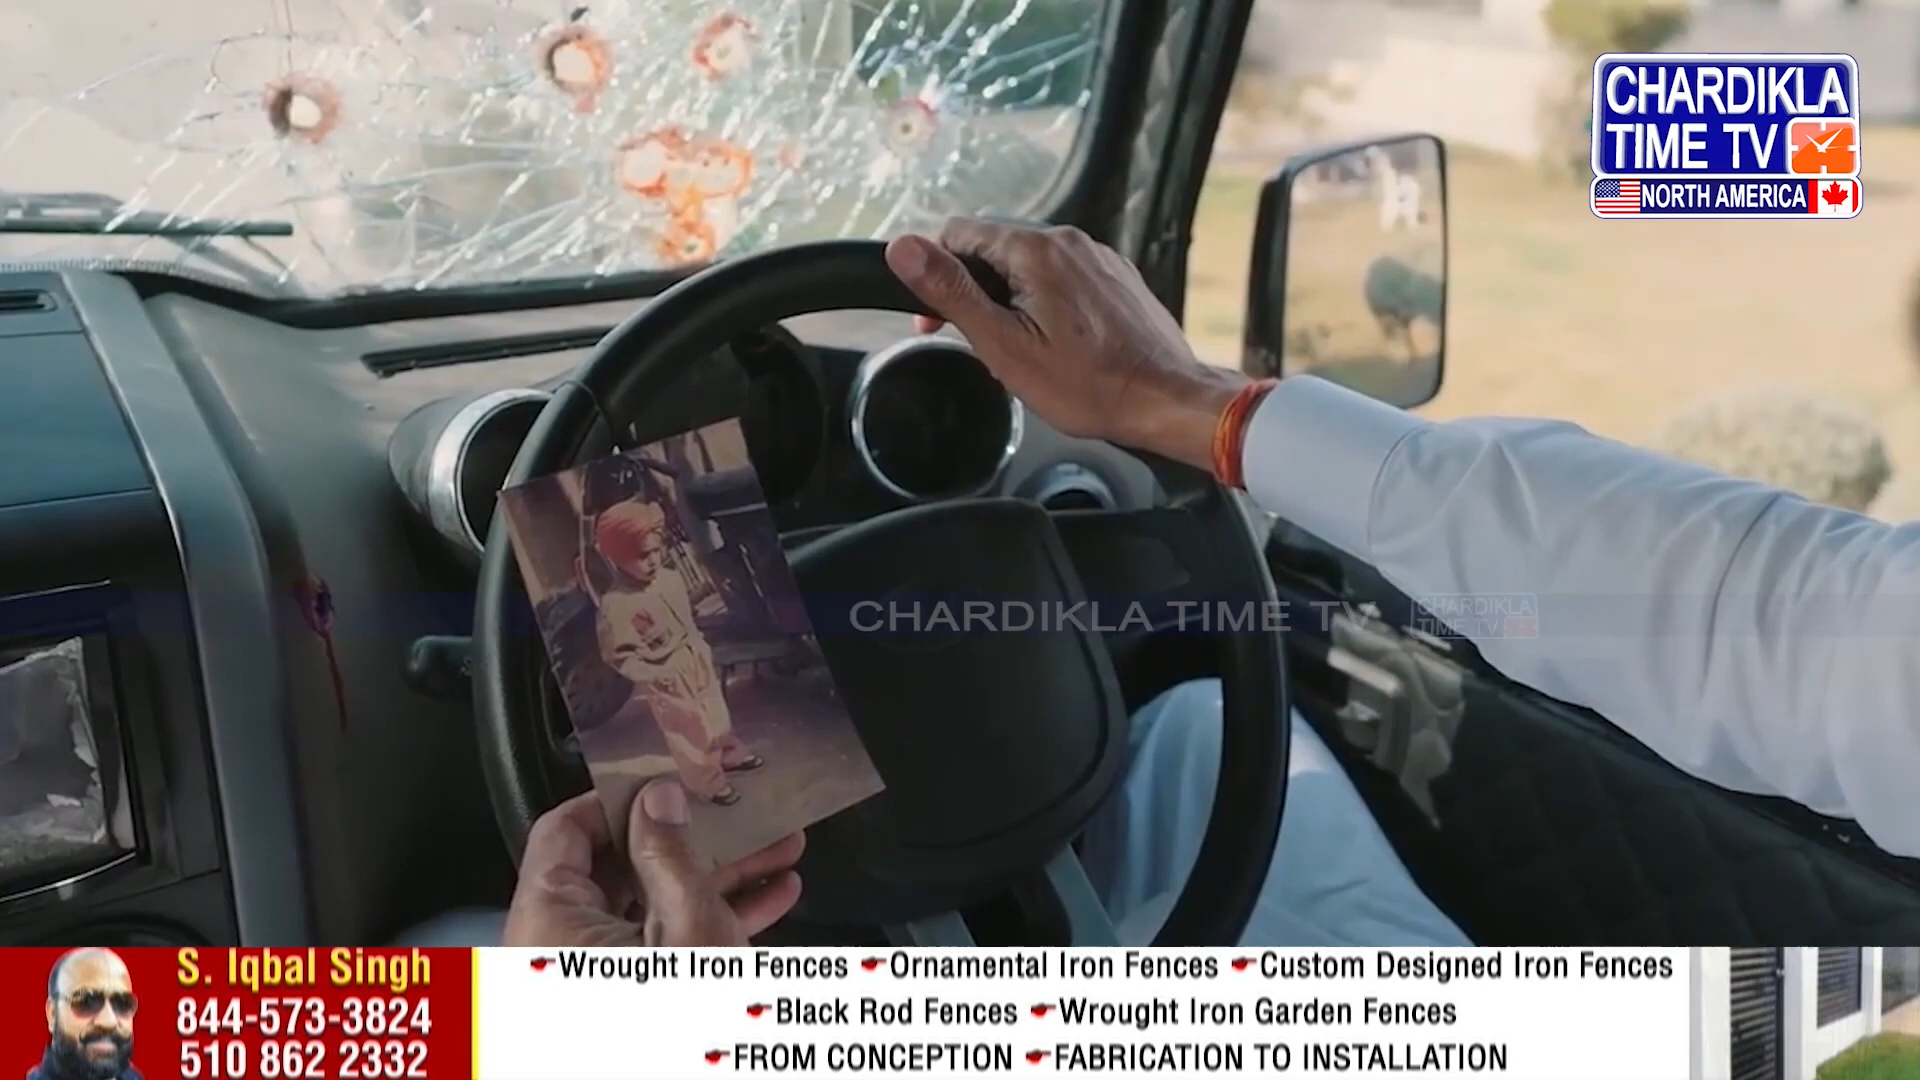 CHARDIKLA
TIME TV
NORTH AMERICA
CHARDIKLA TIME TV
CHARDIKLA
TIME TV
S. Iqbal Singh
844-573-3824
510 862 2332
Wrought Iron Fences Ornamental Iron Fences Custom Designed Iron Fences
Black Rod Fences Wrought Iron Garden Fences
FROM CONCEPTION FABRICATION TO INSTALLATION